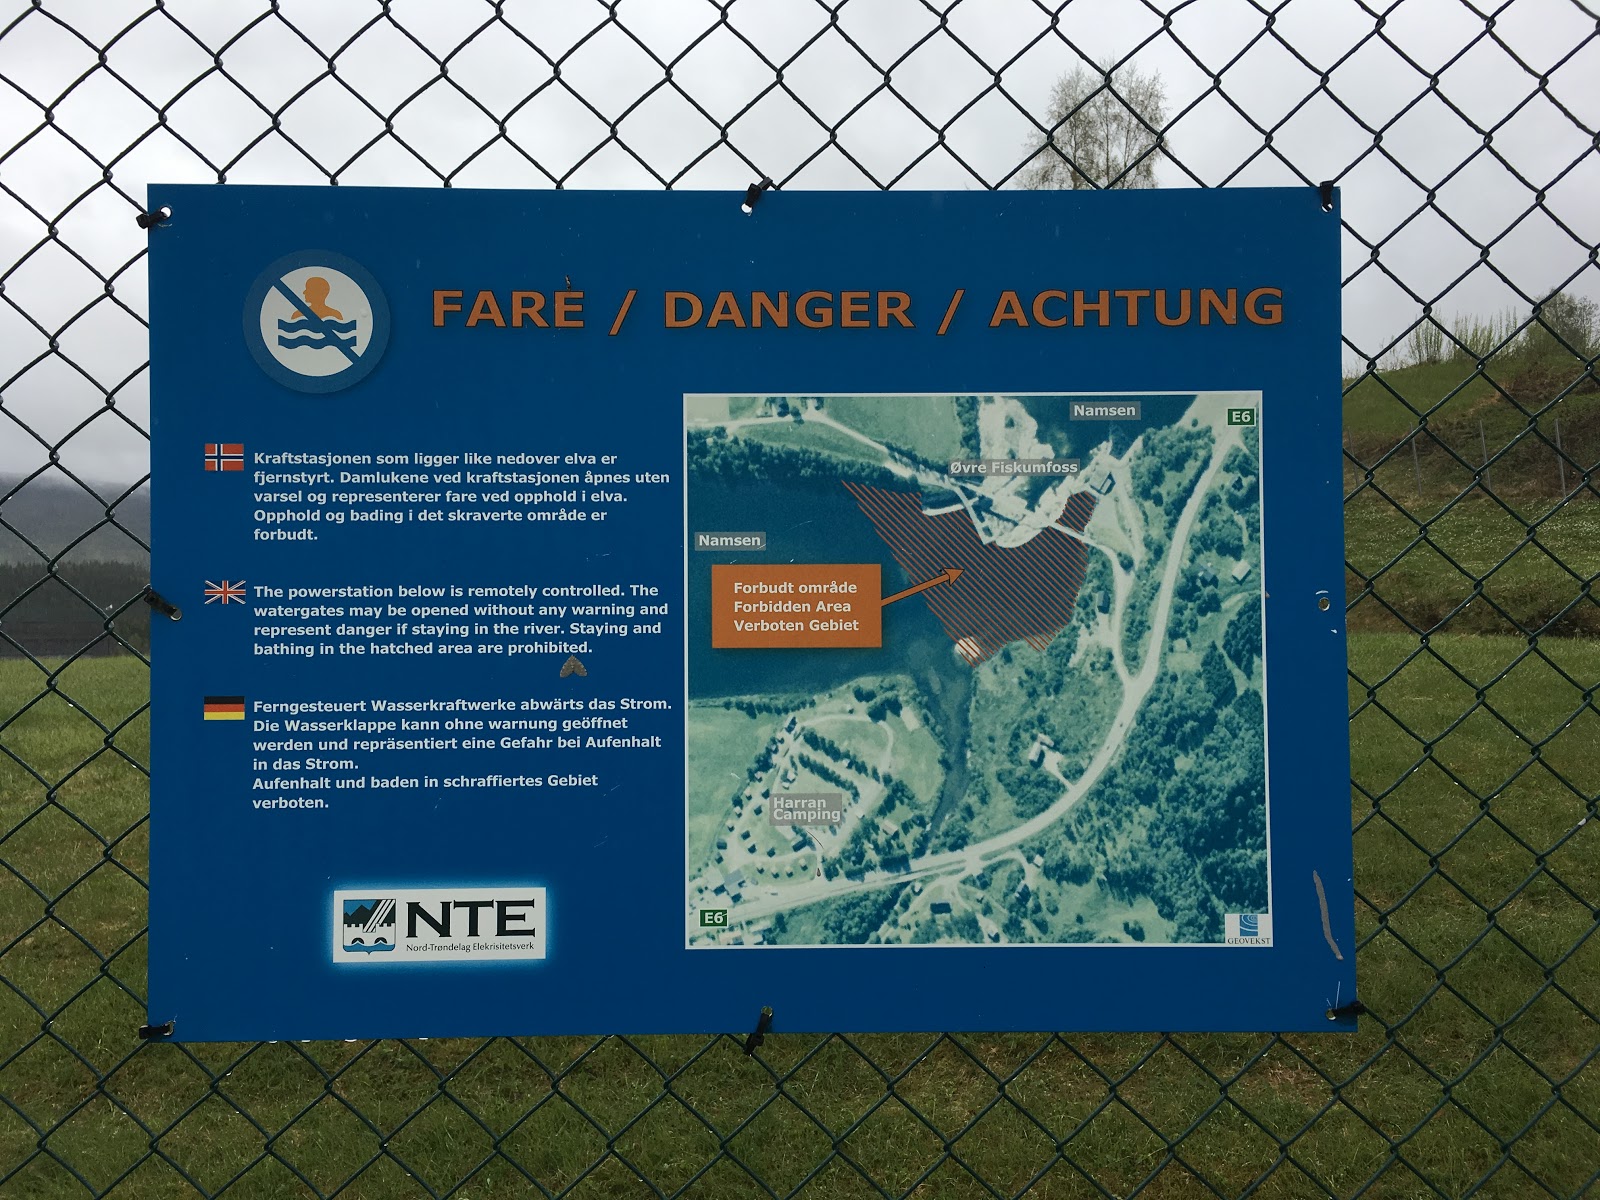 FARE / DANGER / ACHTUNG
Kraftstasjonen som ligger like nedover elva er
fjernstyrt. Damlukene ved kraftstasjonen åpnes uten
varsel og representerer fare ved opphold i elva.
Opphold og bading i det skraverte område er
forbudt.
The powerstation below is remotely controlled. The
watergates may be opened without any warning and
represent danger if staying in the river. Staying and
bathing in the hatched area are prohibited.
Ferngesteuert Wasserkraftwerke abwärts das Strom.
Die Wasserklappe kann ohne warnung geöffnet
werden und repräsentiert eine Gefahr bei Aufenhalt
in das Strom.
Aufenhalt und baden in schraffiertes Gebiet
verboten.
NTE
Nord-Trøndelag Elekrisitetsverk
Namsen
E6
Øvre Fiskumfoss
Namsen
Forbudt område
Forbidden Area
Verboten Gebiet
Harran
Camping
E6
GEOVEKST